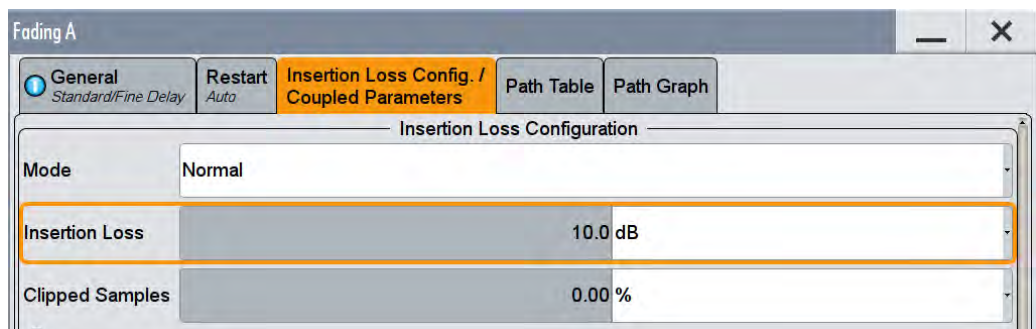 Fading A
General
Standard/Fine Delay
Restart
Auto
Insertion Loss Config. /
Coupled Parameters
Path Table
Path Graph
Insertion Loss Configuration
Mode Normal
Insertion Loss 10.0 dB
Clipped Samples 0.00 %